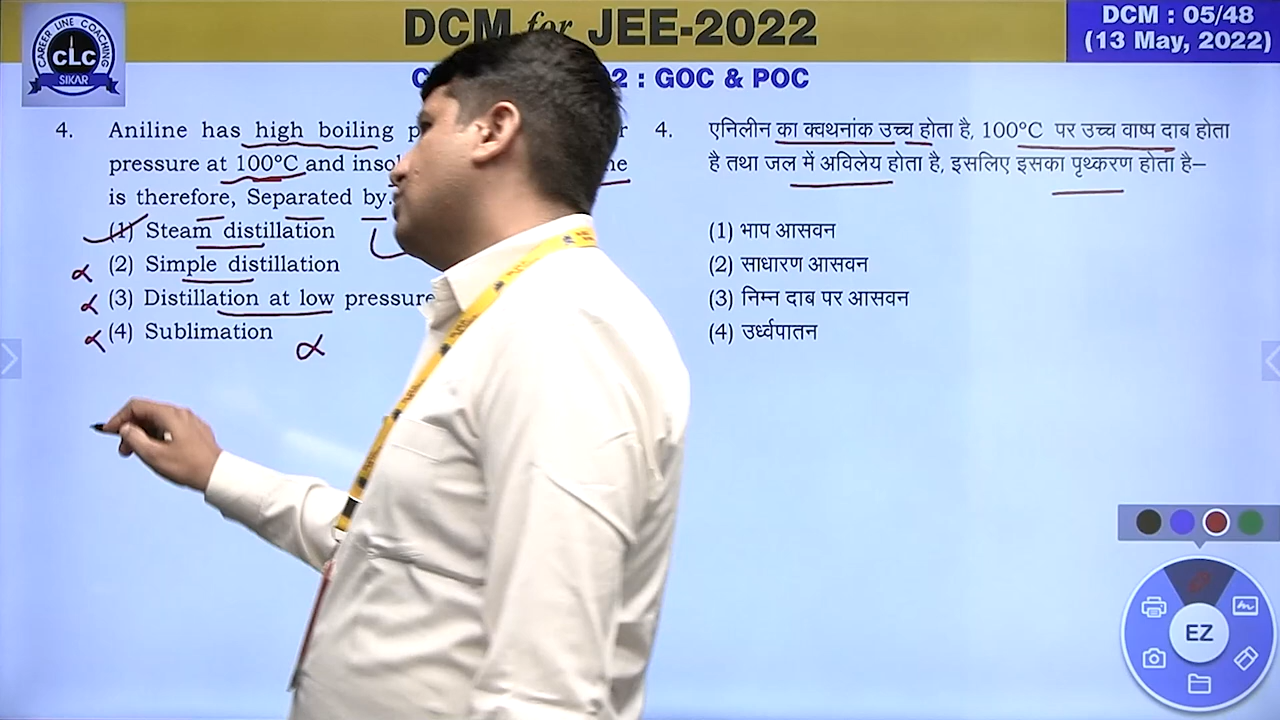 DCM for JEE-2022
DCM : 05/48
(13 May, 2022)
CAREER LINE COACHING
CLC
SIKAR
2 : GOC & POC
4. Aniline has high boiling
pressure at 100°C and
is therefore, Separated by.
(1) Steam distillation
(2) Simple distillation
(3) Distillation at low pressure
(4) Sublimation
4. एनिलीन का क्वथनांक उच्च होता है, 100°C पर उच्च वाष्प दाब होता
है तथा जल में अविलेय होता है, इसलिए इसका पृथ्करण होता है–
(1) भाप आसवन
(2) साधारण आसवन
(3) निम्न दाब पर आसवन
(4) उर्ध्वपातन
EZ